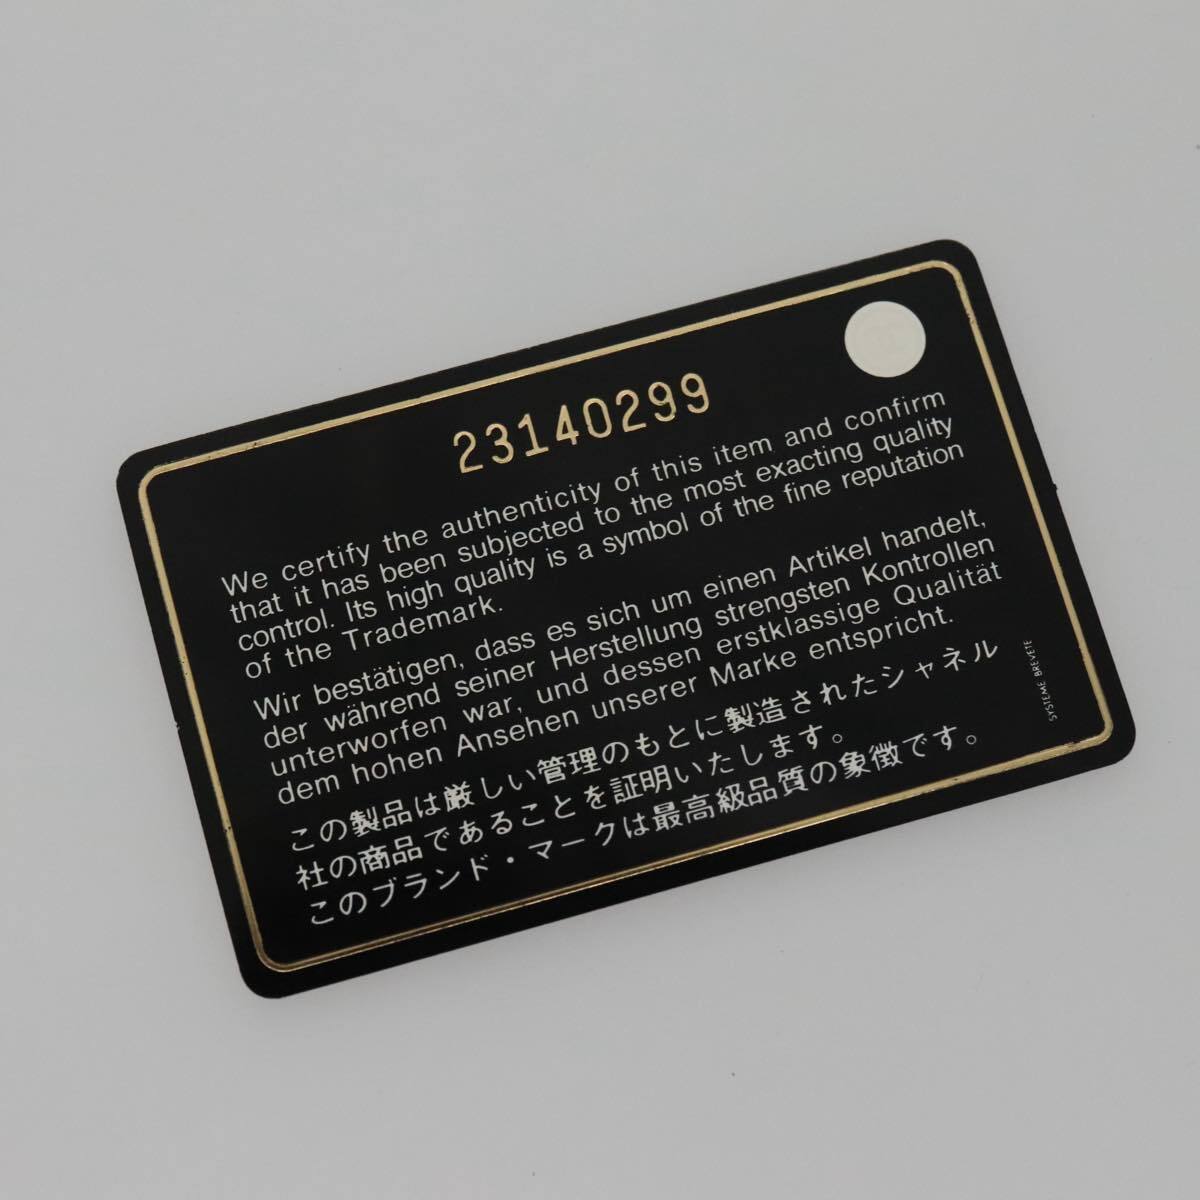 23140299
We certify the authenticity of this item and confirm
that it has been subjected to the most exacting quality
control. Its high quality is a symbol of the fine reputation
of the Trademark.
Wir bestätigen, dass es sich um einen Artikel handelt,
der während seiner Herstellung strengsten Kontrollen
unterworfen war, und dessen erstklassige Qualität
dem hohen Ansehen unserer Marke entspricht.
この製品は厳しい管理のもとに製造されたシャネル
社の商品であることを証明いたします。
このブランド・マークは最高級品質の象徴です。
SYSTEME BREVETE